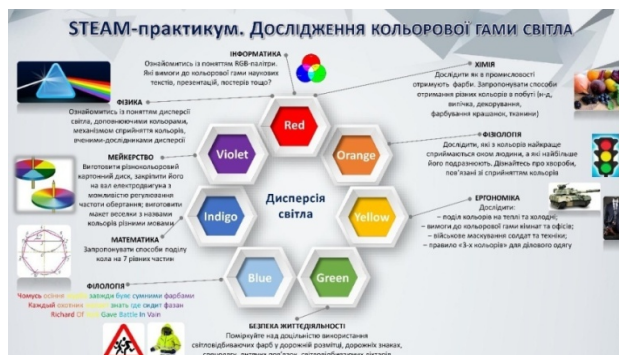 STEAM-практикум. ДОСЛІДЖЕННЯ КОЛЬОРОВОЇ ГАМИ СВІТЛА
ІНФОРМАТИКА
Ознайомитись із поняттям RGB-палітри.
Які вимоги до кольорової гами наукових
текстів, презентацій, постерів тощо?
ХІМІЯ
Дослідити як в промисловості
отримують фарби. Запропонувати способи
отримання різних кольорів в побуті (н-д,
випічка, декорування,
фарбування крашанок, тканини)
ФІЗИКА
Ознайомитись із поняттям дисперсії
світла, доповнюючими кольорами,
механізмом сприйняття кольорів,
вченими-дослідниками дисперсії
ФІЗІОЛОГІЯ
Дослідити, які з кольорів найкраще
сприймаються оком людини, а які найбільше
його подразнюють. Дізнайтесь про хвороби,
пов'язані зі сприйняттям кольорів
МЕЙКЕРСТВО
Виготовити різнокольоровий
картонний диск, закріпити його
на вал електродвигуна з
можливістю регулювання
частоти обертання; виготовити
макет веселки з назвами
кольорів різними мовами
ЕРГОНОМІКА
Дослідити:
– поділ кольорів на теплі та холодні;
– вимоги до кольорової гами кімнат та офісів;
– військове маскування солдат та техніки;
– правило «3-х кольорів» для ділового одягу
МАТЕМАТИКА
Запропонувати способи поділу
кола на 7 рівних частин
ФІЛОЛОГІЯ
Чомусь осіння завжди буяє сумними фарбами
Каждый охотник желает знать где сидит фазан
Richard Of York Gave Battle In Vain
Red
Orange
Yellow
Green
Blue
Indigo
Violet
Дисперсія
світла
БЕЗПЕКА ЖИТТЄДІЯЛЬНОСТІ
Поміркуйте над доцільністю використання
світловідбиваючих фарб у дорожній розмітці, дорожніх знаках,